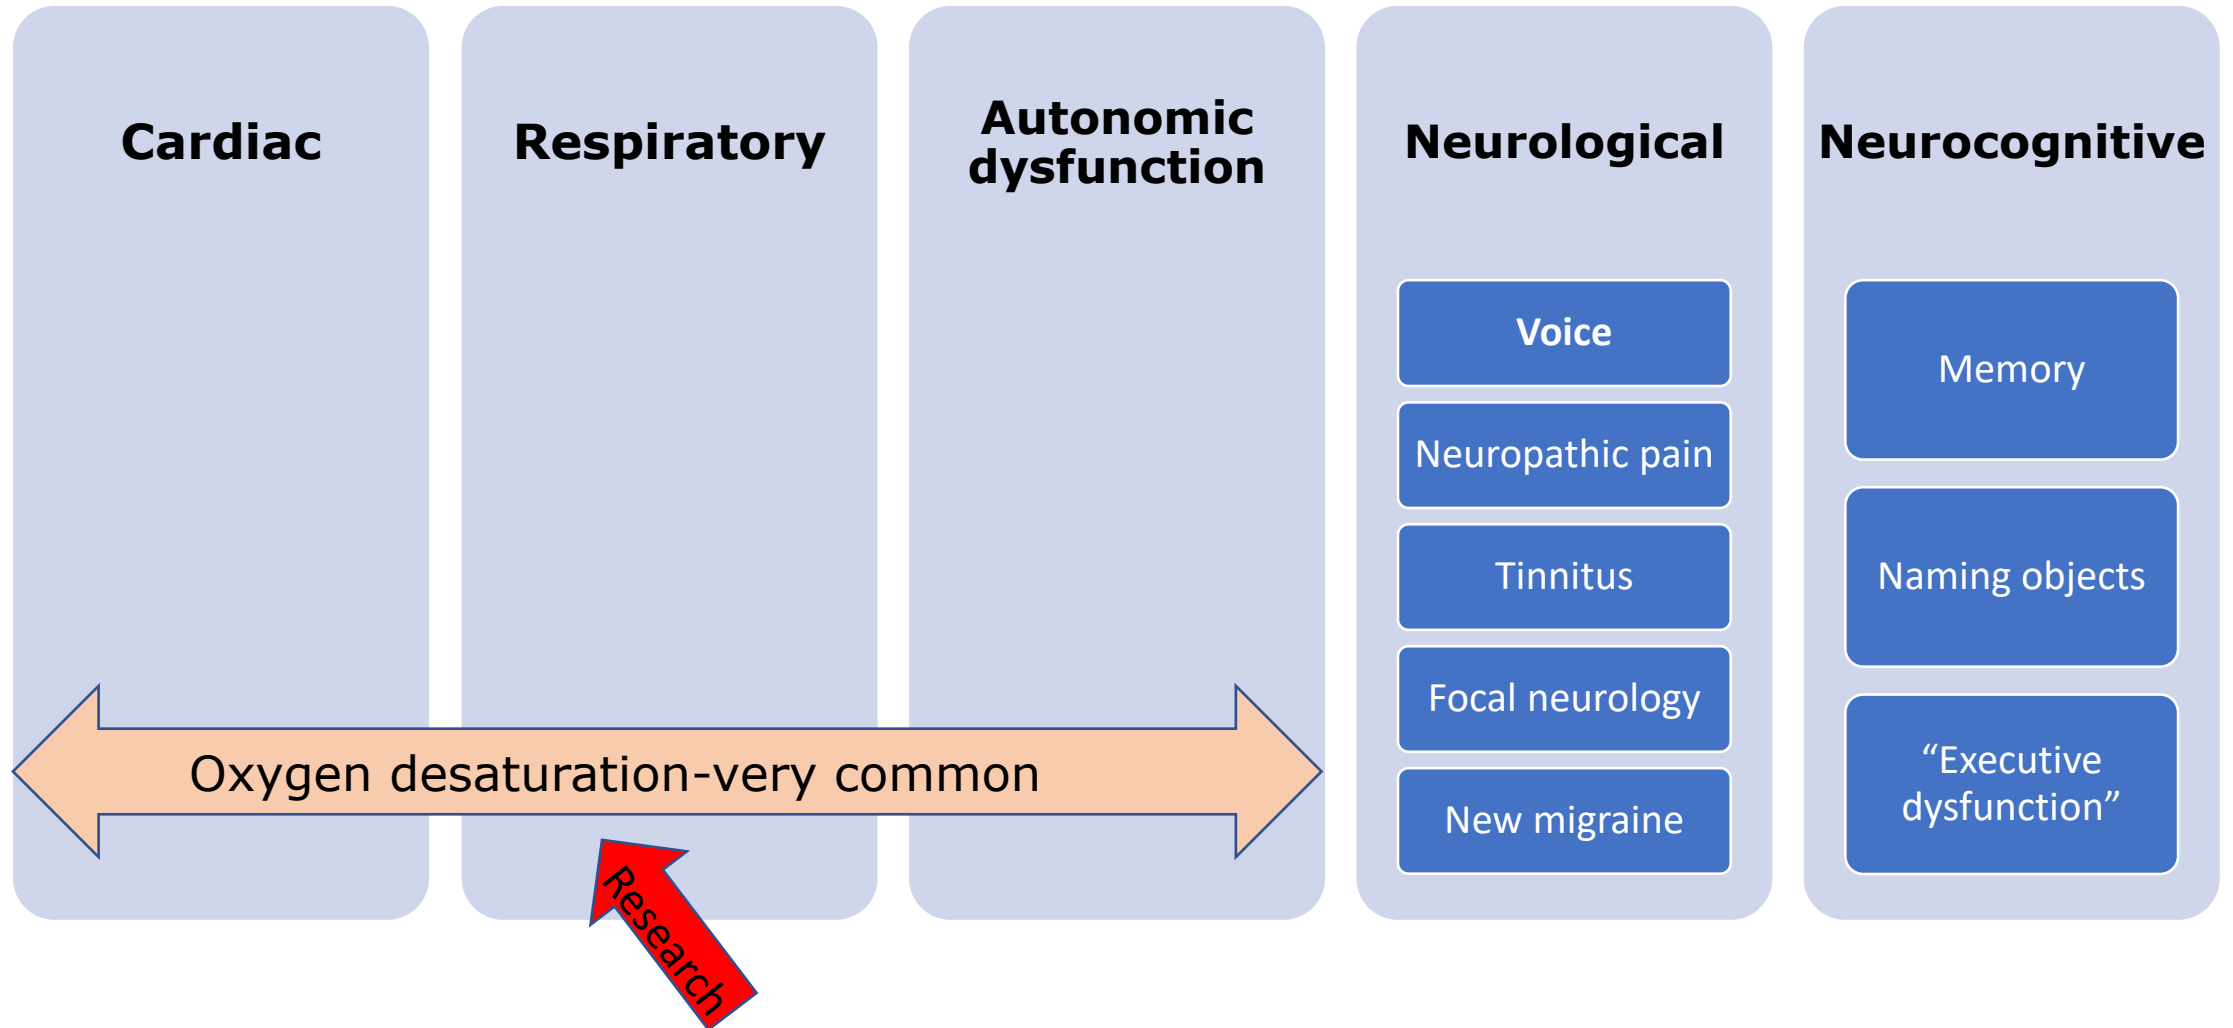 Cardiac
Respiratory
Autonomic
dysfunction
Neurological
Neurocognitive
Voice
Neuropathic pain
Tinnitus
Focal neurology
New migraine
Memory
Naming objects
“Executive
dysfunction”
Oxygen desaturation-very common
Research